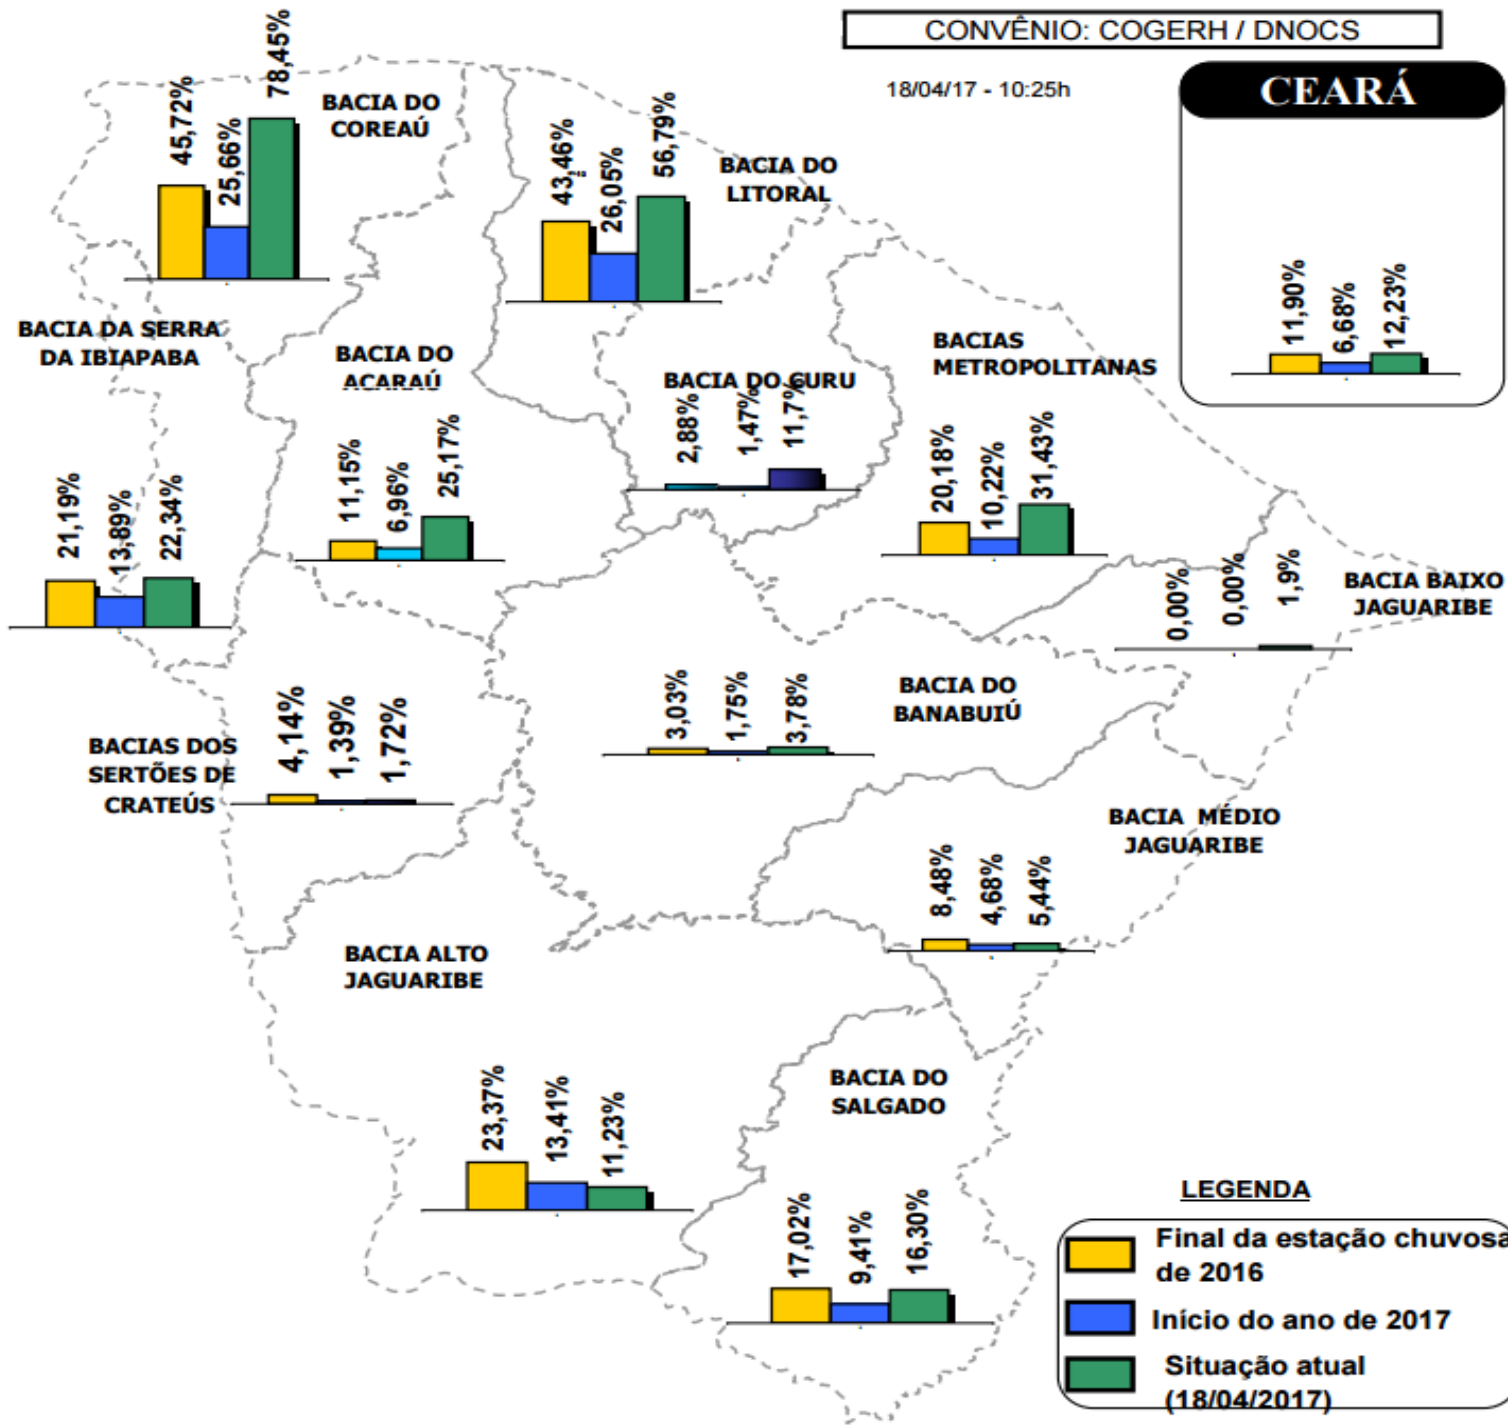 CONVÊNIO: COGERH / DNOCS
18/04/17 - 10:25h
CEARÁ
11,90%
6,68%
12,23%
45,72%
25,66%
78,45%
BACIA DO
COREAÚ
43,46%
26,05%
56,79%
BACIA DO
LITORAL
BACIA DA SERRA
DA IBIAPABA
21,19%
13,89%
22,34%
BACIA DO
ACARAÚ
11,15%
6,96%
25,17%
BACIA DO CURU
2,88%
1,47%
11,7%
BACIAS
METROPOLITANAS
20,18%
10,22%
31,43%
BACIA BAIXO
JAGUARIBE
0,00%
0,00%
1,9%
BACIAS DOS
SERTÕES DE
CRATEÚS
4,14%
1,39%
1,72%
3,03%
1,75%
3,78%
BACIA DO
BANABUIÚ
BACIA MÉDIO
JAGUARIBE
8,48%
4,68%
5,44%
BACIA ALTO
JAGUARIBE
23,37%
13,41%
11,23%
BACIA DO
SALGADO
17,02%
9,41%
16,30%
LEGENDA
Final da estação chuvosa
de 2016
Início do ano de 2017
Situação atual
(18/04/2017)